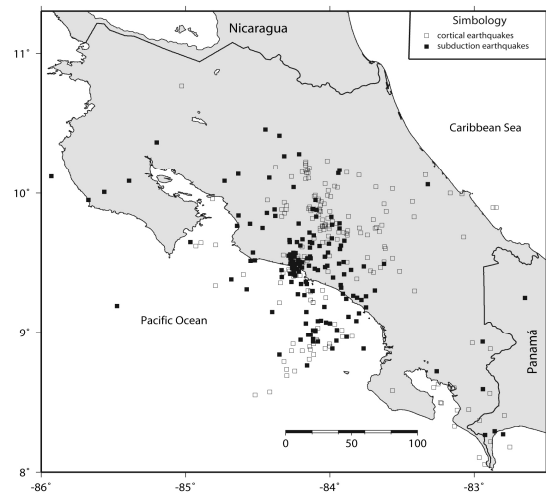 Nicaragua
Simbology
cortical earthquakes
subduction earthquakes
11°
Caribbean Sea
10°
Pacific Ocean
9°
Panamá
0 50 100
8°
-86° -85° -84° -83°